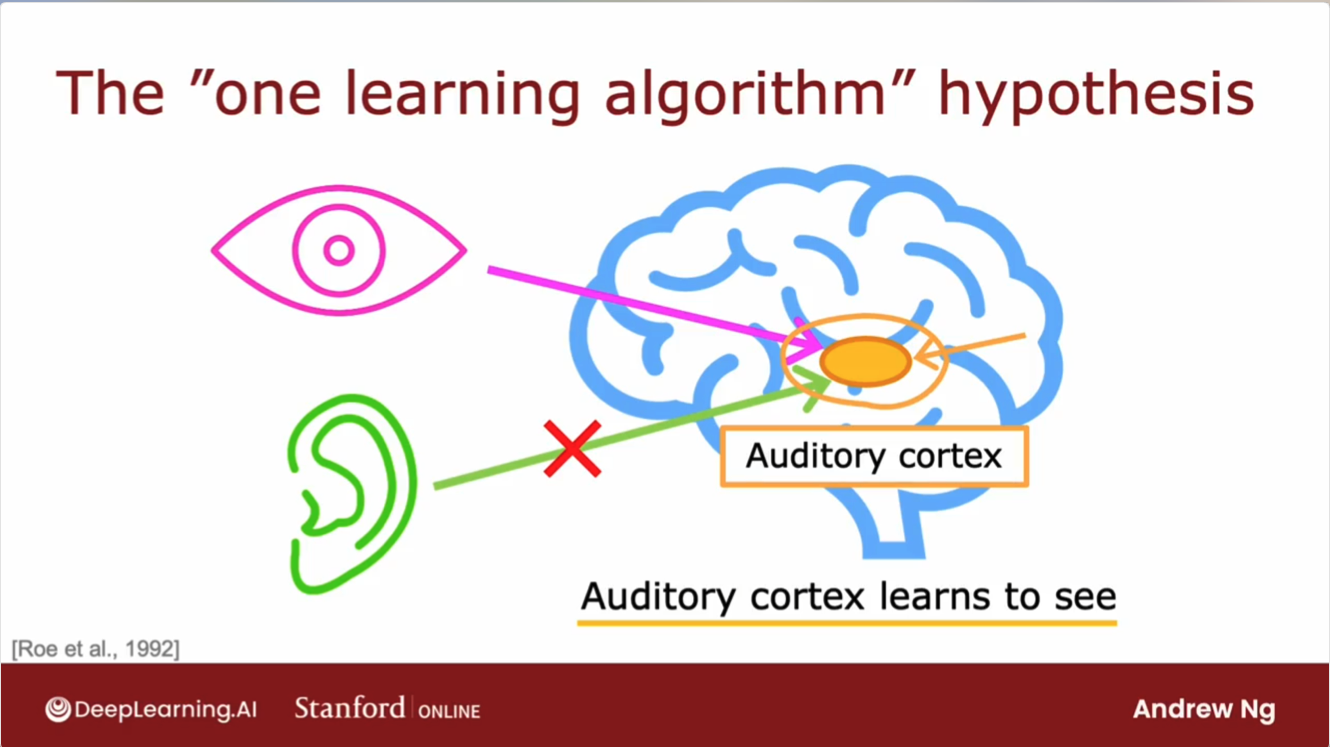 The ”one learning algorithm” hypothesis
Auditory cortex
Auditory cortex learns to see
[Roe et al., 1992]
DeepLearning.AI
Stanford ONLINE
Andrew Ng